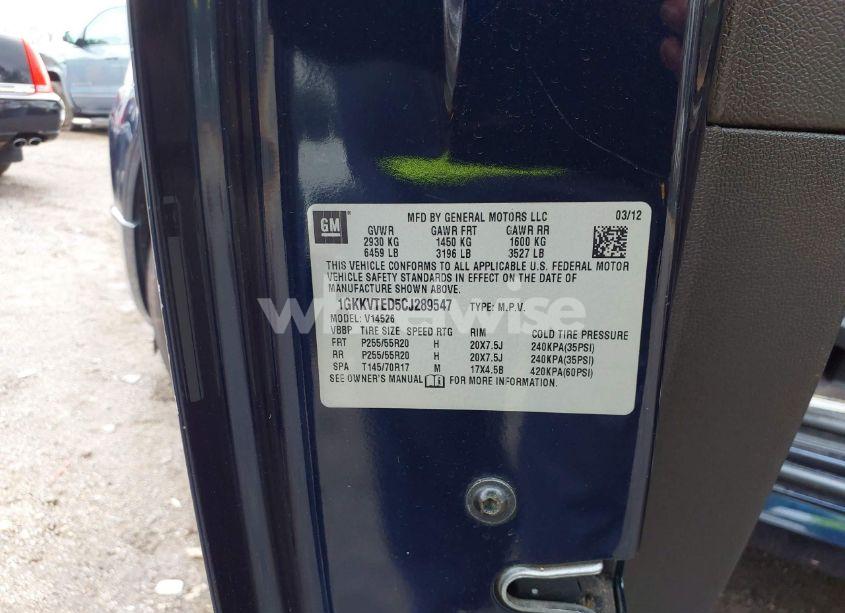 GM
MFD BY GENERAL MOTORS LLC 03/12
GVWR GAWR FRT GAWR RR
2930 KG 1450 KG 1600 KG
6459 LB 3196 LB 3527 LB
THIS VEHICLE CONFORMS TO ALL APPLICABLE U.S. FEDERAL MOTOR
VEHICLE SAFETY STANDARDS IN EFFECT ON THE DATE OF
MANUFACTURE SHOWN ABOVE.
1GKKVTED5CJ289547 TYPE: M.P.V.
MODEL: V14526
VBBP TIRE SIZE SPEED RTG RIM COLD TIRE PRESSURE
FRT P255/55R20 H 20X7.5J 240KPA(35PSI)
RR P255/55R20 H 20X7.5J 240KPA(35PSI)
SPA T145/70R17 M 17X4.5B 420KPA(60PSI)
SEE OWNER'S MANUAL FOR MORE INFORMATION.